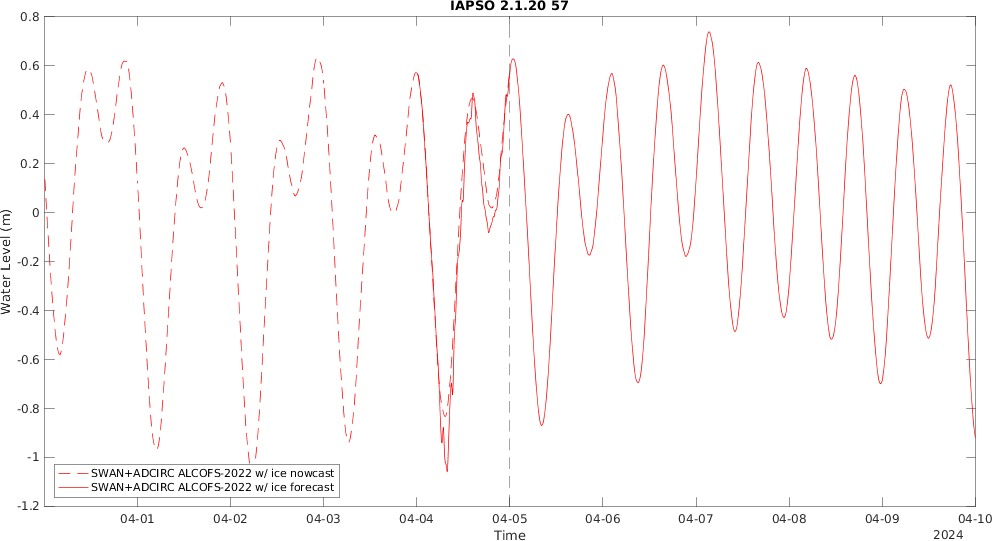 IAPSO 2.1.20 57
0.8
0.6
0.4
0.2
0
-0.2
-0.4
-0.6
-0.8
-1
-1.2
Water Level (m)
SWAN+ADCIRC ALCOFS-2022 w/ ice nowcast
SWAN+ADCIRC ALCOFS-2022 w/ ice forecast
04-01 04-02 04-03 04-04 04-05 04-06 04-07 04-08 04-09 04-10
Time
2024